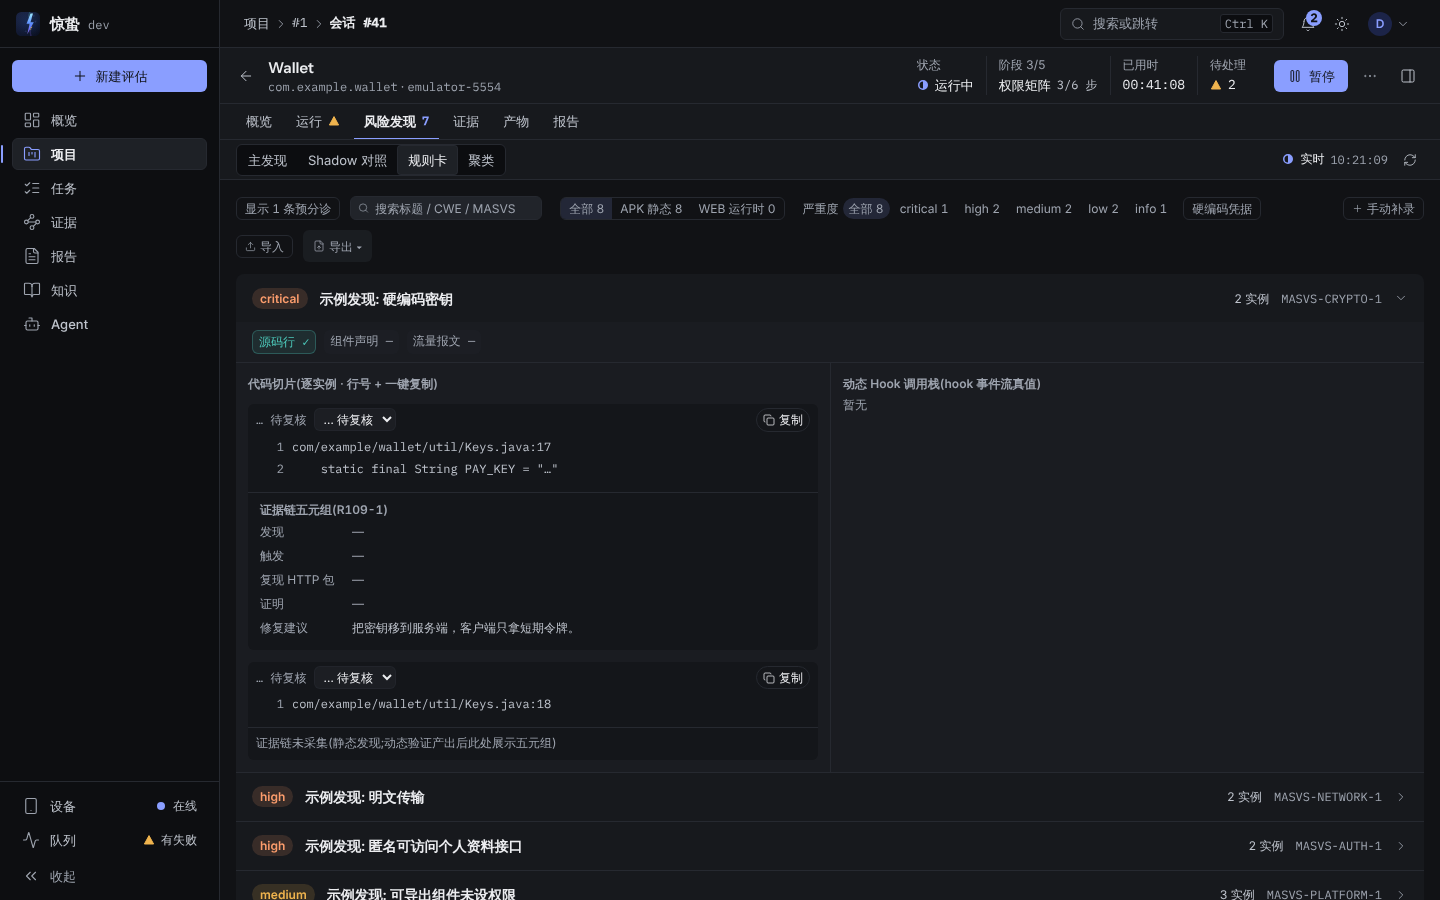 惊蛰 dev
项目 #1 会话 #41
搜索或跳转 Ctrl K
2
D
新建评估
概览
项目
任务
证据
报告
知识
Agent
设备 在线
队列 有失败
收起
Wallet
com.example.wallet · emulator-5554
状态
运行中
阶段 3/5
权限矩阵 3/6 步
已用时
00:41:08
待处理
2
暂停
概览 运行 风险发现 7 证据 产物 报告
主发现 Shadow 对照 规则卡 聚类
实时 10:21:09
显示 1 条预分诊 搜索标题 / CWE / MASVS 全部 8 APK 静态 8 WEB 运行时 0 严重度 全部 8 critical 1 high 2 medium 2 low 2 info 1 硬编码凭据 手动补录
导入 导出
critical 示例发现: 硬编码密钥 2 实例 MASVS-CRYPTO-1
源码行 ✓ 组件声明 — 流量报文 —
代码切片(逐实例 · 行号 + 一键复制)
… 待复核 … 待复核 复制
1 com/example/wallet/util/Keys.java:17
2 static final String PAY_KEY = "…"
证据链五元组(R109-1)
发现 —
触发 —
复现 HTTP 包 —
证明 —
修复建议 把密钥移到服务端，客户端只拿短期令牌。
… 待复核 … 待复核 复制
1 com/example/wallet/util/Keys.java:18
证据链未采集(静态发现;动态验证产出后此处展示五元组)
动态 Hook 调用栈(hook 事件流真值)
暂无
high 示例发现: 明文传输 2 实例 MASVS-NETWORK-1
high 示例发现: 匿名可访问个人资料接口 2 实例 MASVS-AUTH-1
medium 示例发现: 可导出组件未设权限 3 实例 MASVS-PLATFORM-1